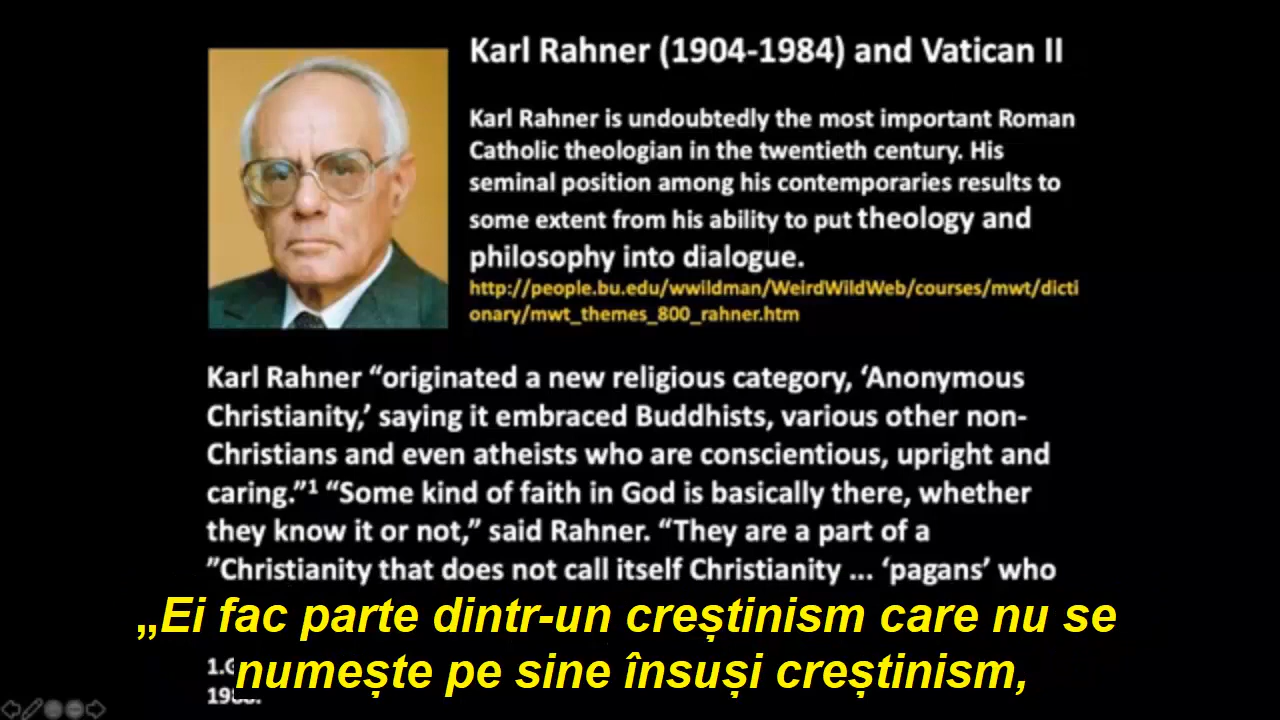 Karl Rahner (1904-1984) and Vatican II
Karl Rahner is undoubtedly the most important Roman
Catholic theologian in the twentieth century. His
seminal position among his contemporaries results to
some extent from his ability to put theology and
philosophy into dialogue.
http://people.bu.edu/wwildman/WeirdWildWeb/courses/mwt/dicti
onary/mwt_themes_800_rahner.htm
Karl Rahner “originated a new religious category, ‘Anonymous
Christianity,’ saying it embraced Buddhists, various other non-
Christians and even atheists who are conscientious, upright and
caring.”¹ “Some kind of faith in God is basically there, whether
they know it or not,” said Rahner. “They are a part of a
”Christianity that does not call itself Christianity ... ‘pagans’ who
„Ei fac parte dintr-un creștinism care nu se
numește pe sine însuși creștinism,